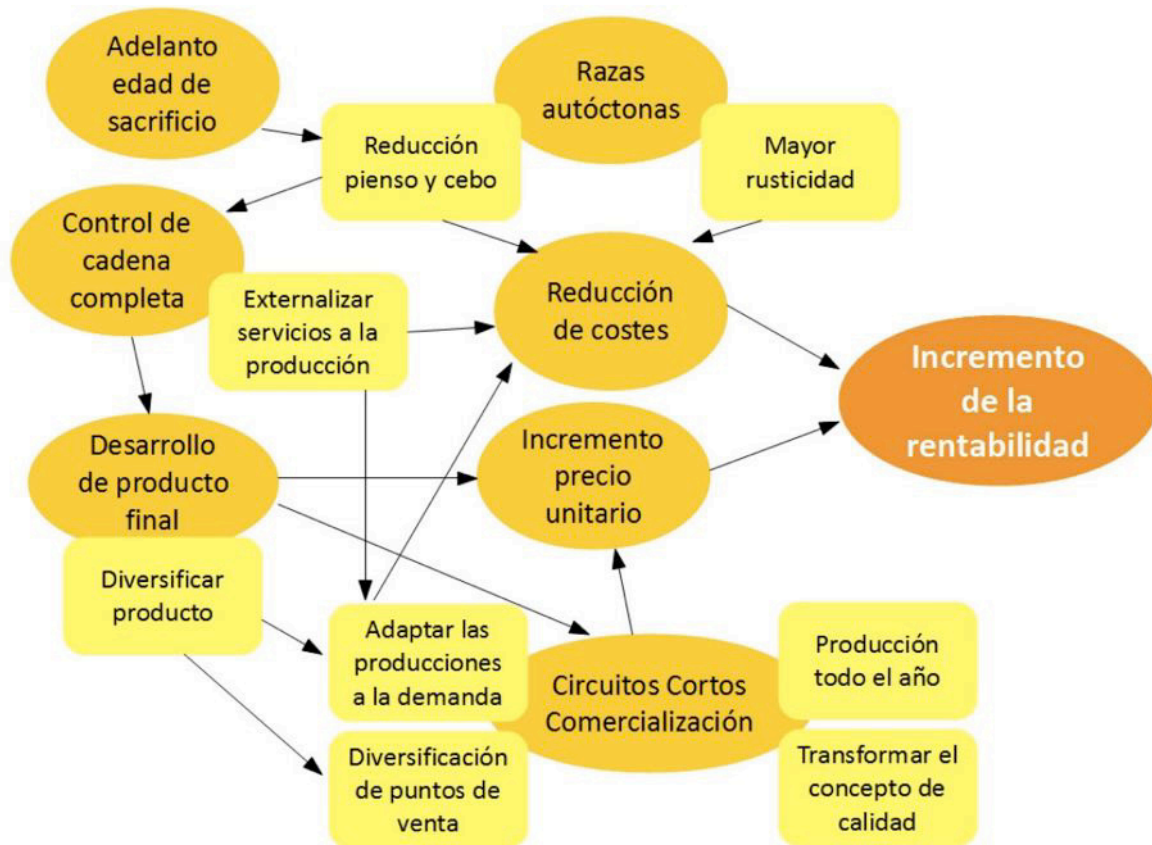 Adelanto
edad de
sacrificio
Razas
autóctonas
Reducción
pienso y cebo
Mayor
rusticidad
Control de
cadena
completa
Externalizar
servicios a la
producción
Reducción
de costes
Incremento
de la
rentabilidad
Desarrollo
de producto
final
Incremento
precio
unitario
Diversificar
producto
Adaptar las
producciones
a la demanda
Circuitos Cortos
Comercialización
Producción
todo el año
Diversificación
de puntos de
venta
Transformar el
concepto de
calidad